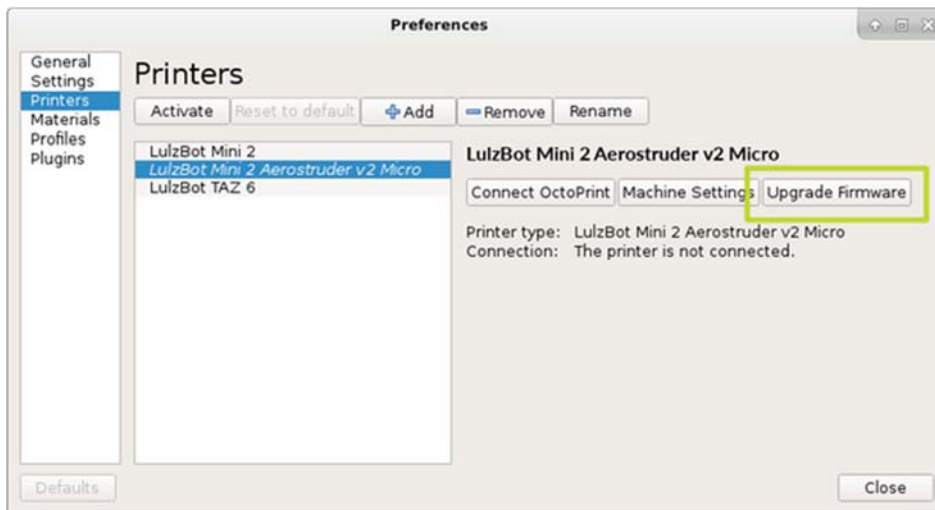 Preferences
General
Settings
Printers
Materials
Profiles
Plugins
Printers
Activate
Reset to default
Add
Remove
Rename
LulzBot Mini 2
LulzBot Mini 2 Aerostruder v2 Micro
LulzBot TAZ 6
LulzBot Mini 2 Aerostruder v2 Micro
Connect OctoPrint
Machine Settings
Upgrade Firmware
Printer type: LulzBot Mini 2 Aerostruder v2 Micro
Connection: The printer is not connected.
Defaults
Close